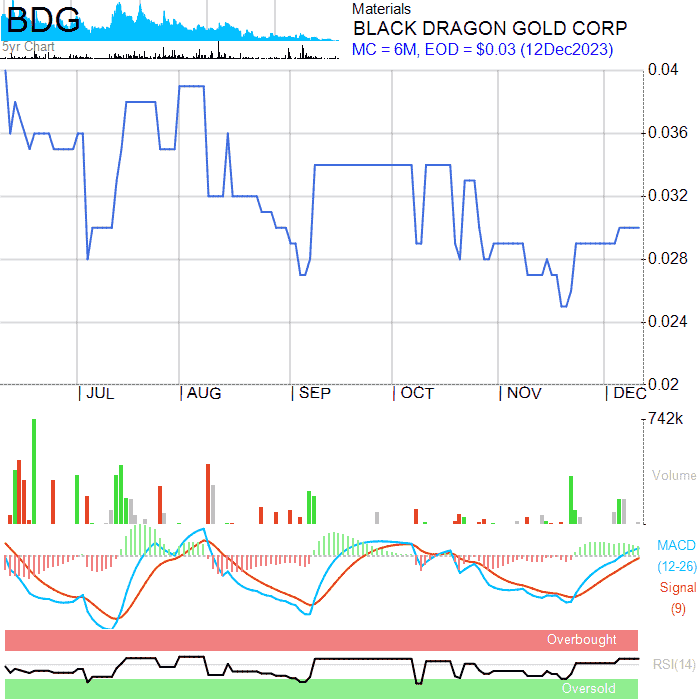 BDG
5yr Chart
Materials
BLACK DRAGON GOLD CORP
MC = 6M, EOD = $0.03 (12Dec2023)
0.04
0.036
0.032
0.028
0.024
0.02
JUL AUG SEP OCT NOV DEC
742k
Volume
MACD
(12-26)
Signal
(9)
Overbought
RSI(14)
Oversold